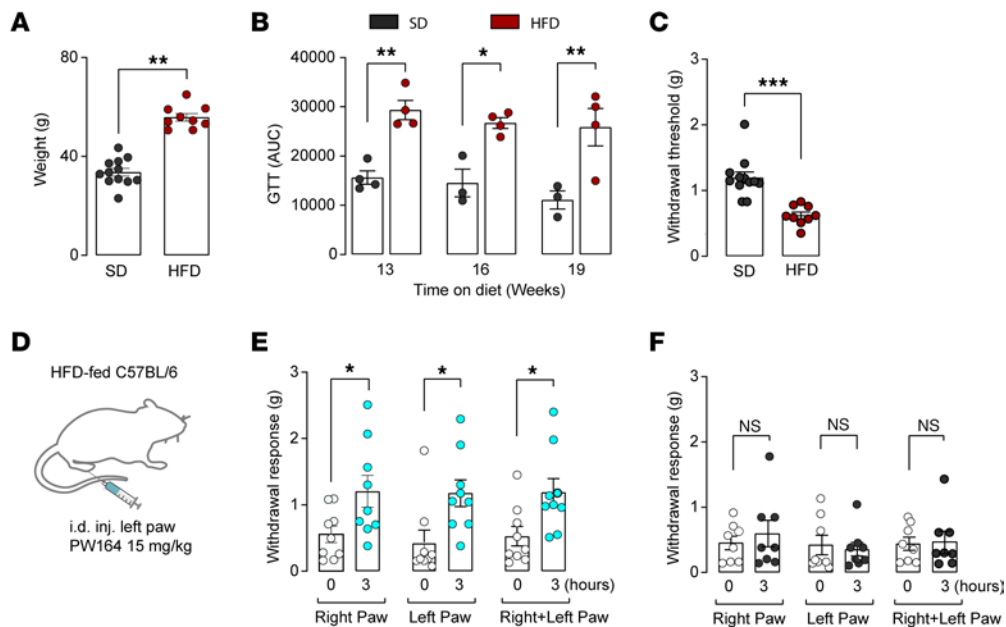 A
Weight (g)
80
40
0
**
SD
HFD
B
SD
HFD
GTT (AUC)
40000
30000
20000
10000
0
**
*
**
13
16
19
Time on diet (Weeks)
C
Withdrawal threshold (g)
3
2
1
0
***
SD
HFD
D
HFD-fed C57BL/6
i.d. inj. left paw
PW164 15 mg/kg
E
Withdrawal response (g)
3
2
1
0
*
*
*
0 3 0 3 0 3 (hours)
Right Paw Left Paw Right+Left Paw
F
Withdrawal response (g)
3
2
1
0
NS
NS
NS
0 3 0 3 0 3 (hours)
Right Paw Left Paw Right+Left Paw